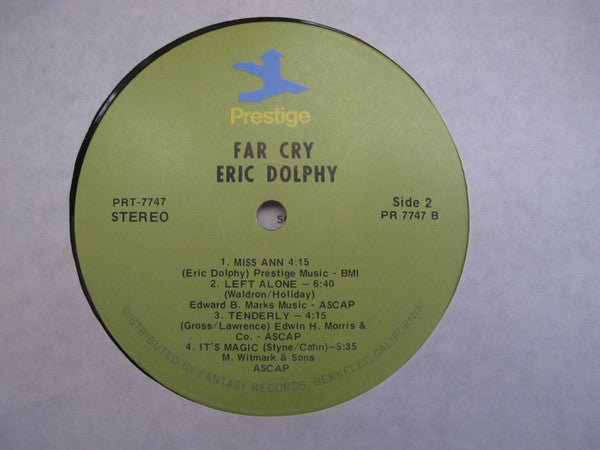 Prestige
FAR CRY
ERIC DOLPHY
PRT-7747
STEREO
Side 2
PR 7747 B
1. MISS ANN 4:15
(Eric Dolphy) Prestige Music - BMI
2. LEFT ALONE – 6:40
(Waldron/Holiday)
Edward B. Marks Music - ASCAP
3. TENDERLY – 4:15
(Gross/Lawrence) Edwin H. Morris &
Co. - ASCAP
4. IT'S MAGIC (Styne/Cahn)–5:35
M. Witmark & Sons
ASCAP
DISTRIBUTED BY FANTASY RECORDS, BERKELEY, CALIFORNIA